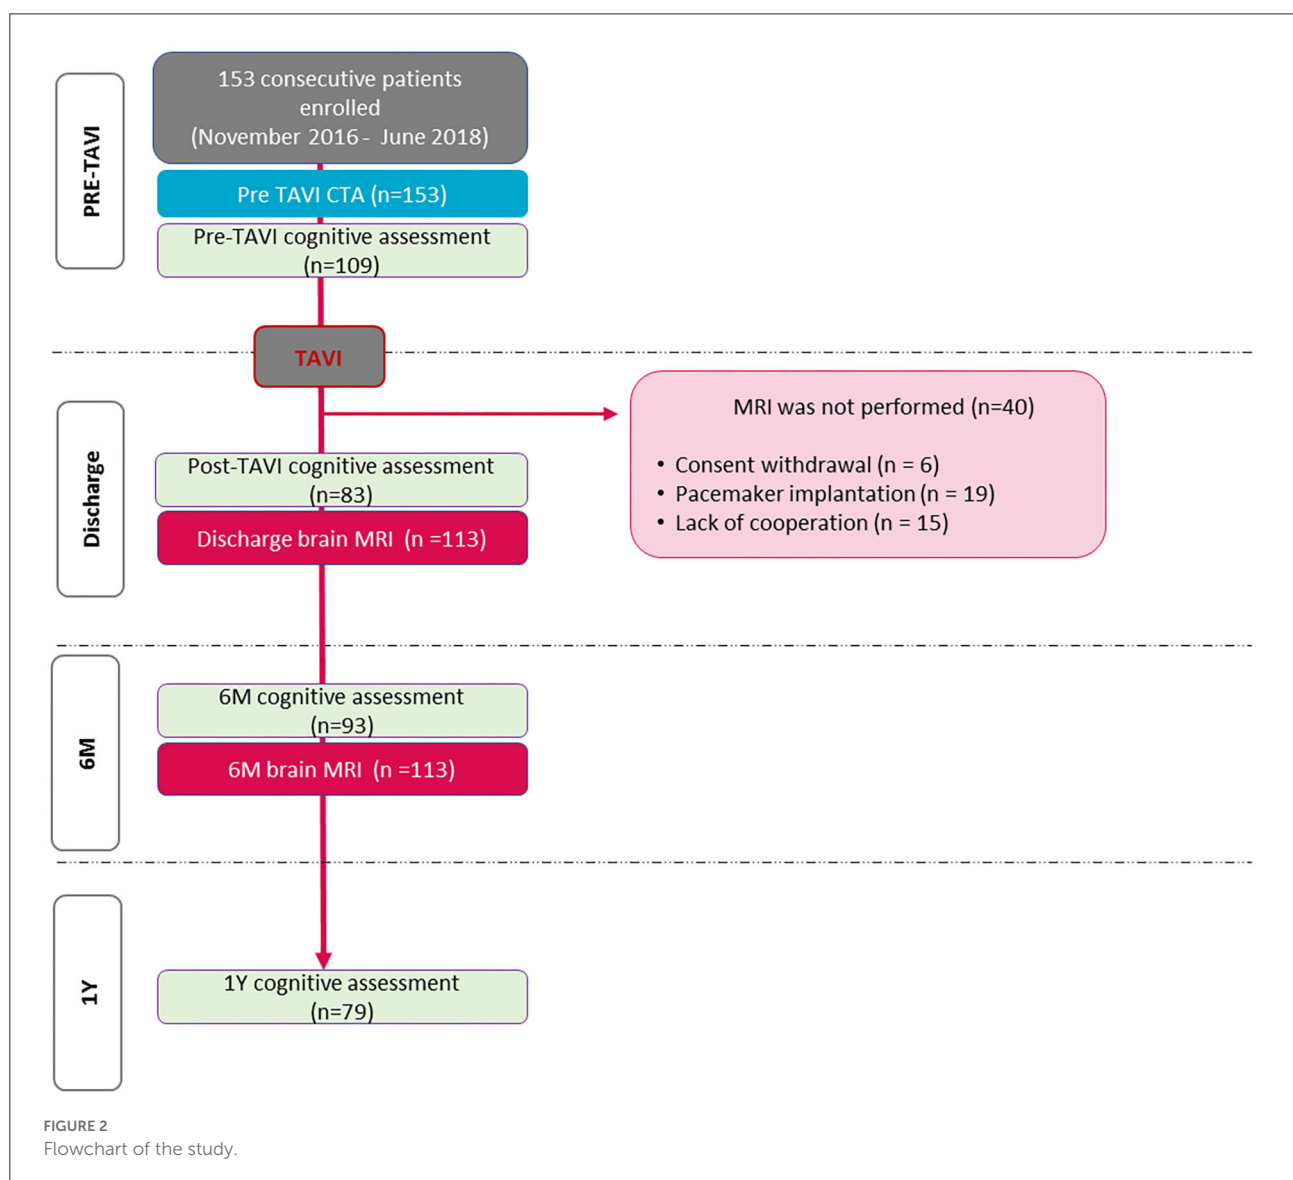 PRE-TAVI
153 consecutive patients
enrolled
(November 2016 - June 2018)
Pre TAVI CTA (n=153)
Pre-TAVI cognitive assessment
(n=109)
TAVI
Discharge
MRI was not performed (n=40)
• Consent withdrawal (n = 6)
• Pacemaker implantation (n = 19)
• Lack of cooperation (n = 15)
Post-TAVI cognitive assessment
(n=83)
Discharge brain MRI (n =113)
6M
6M cognitive assessment
(n=93)
6M brain MRI (n =113)
1Y
1Y cognitive assessment
(n=79)
FIGURE 2
Flowchart of the study.